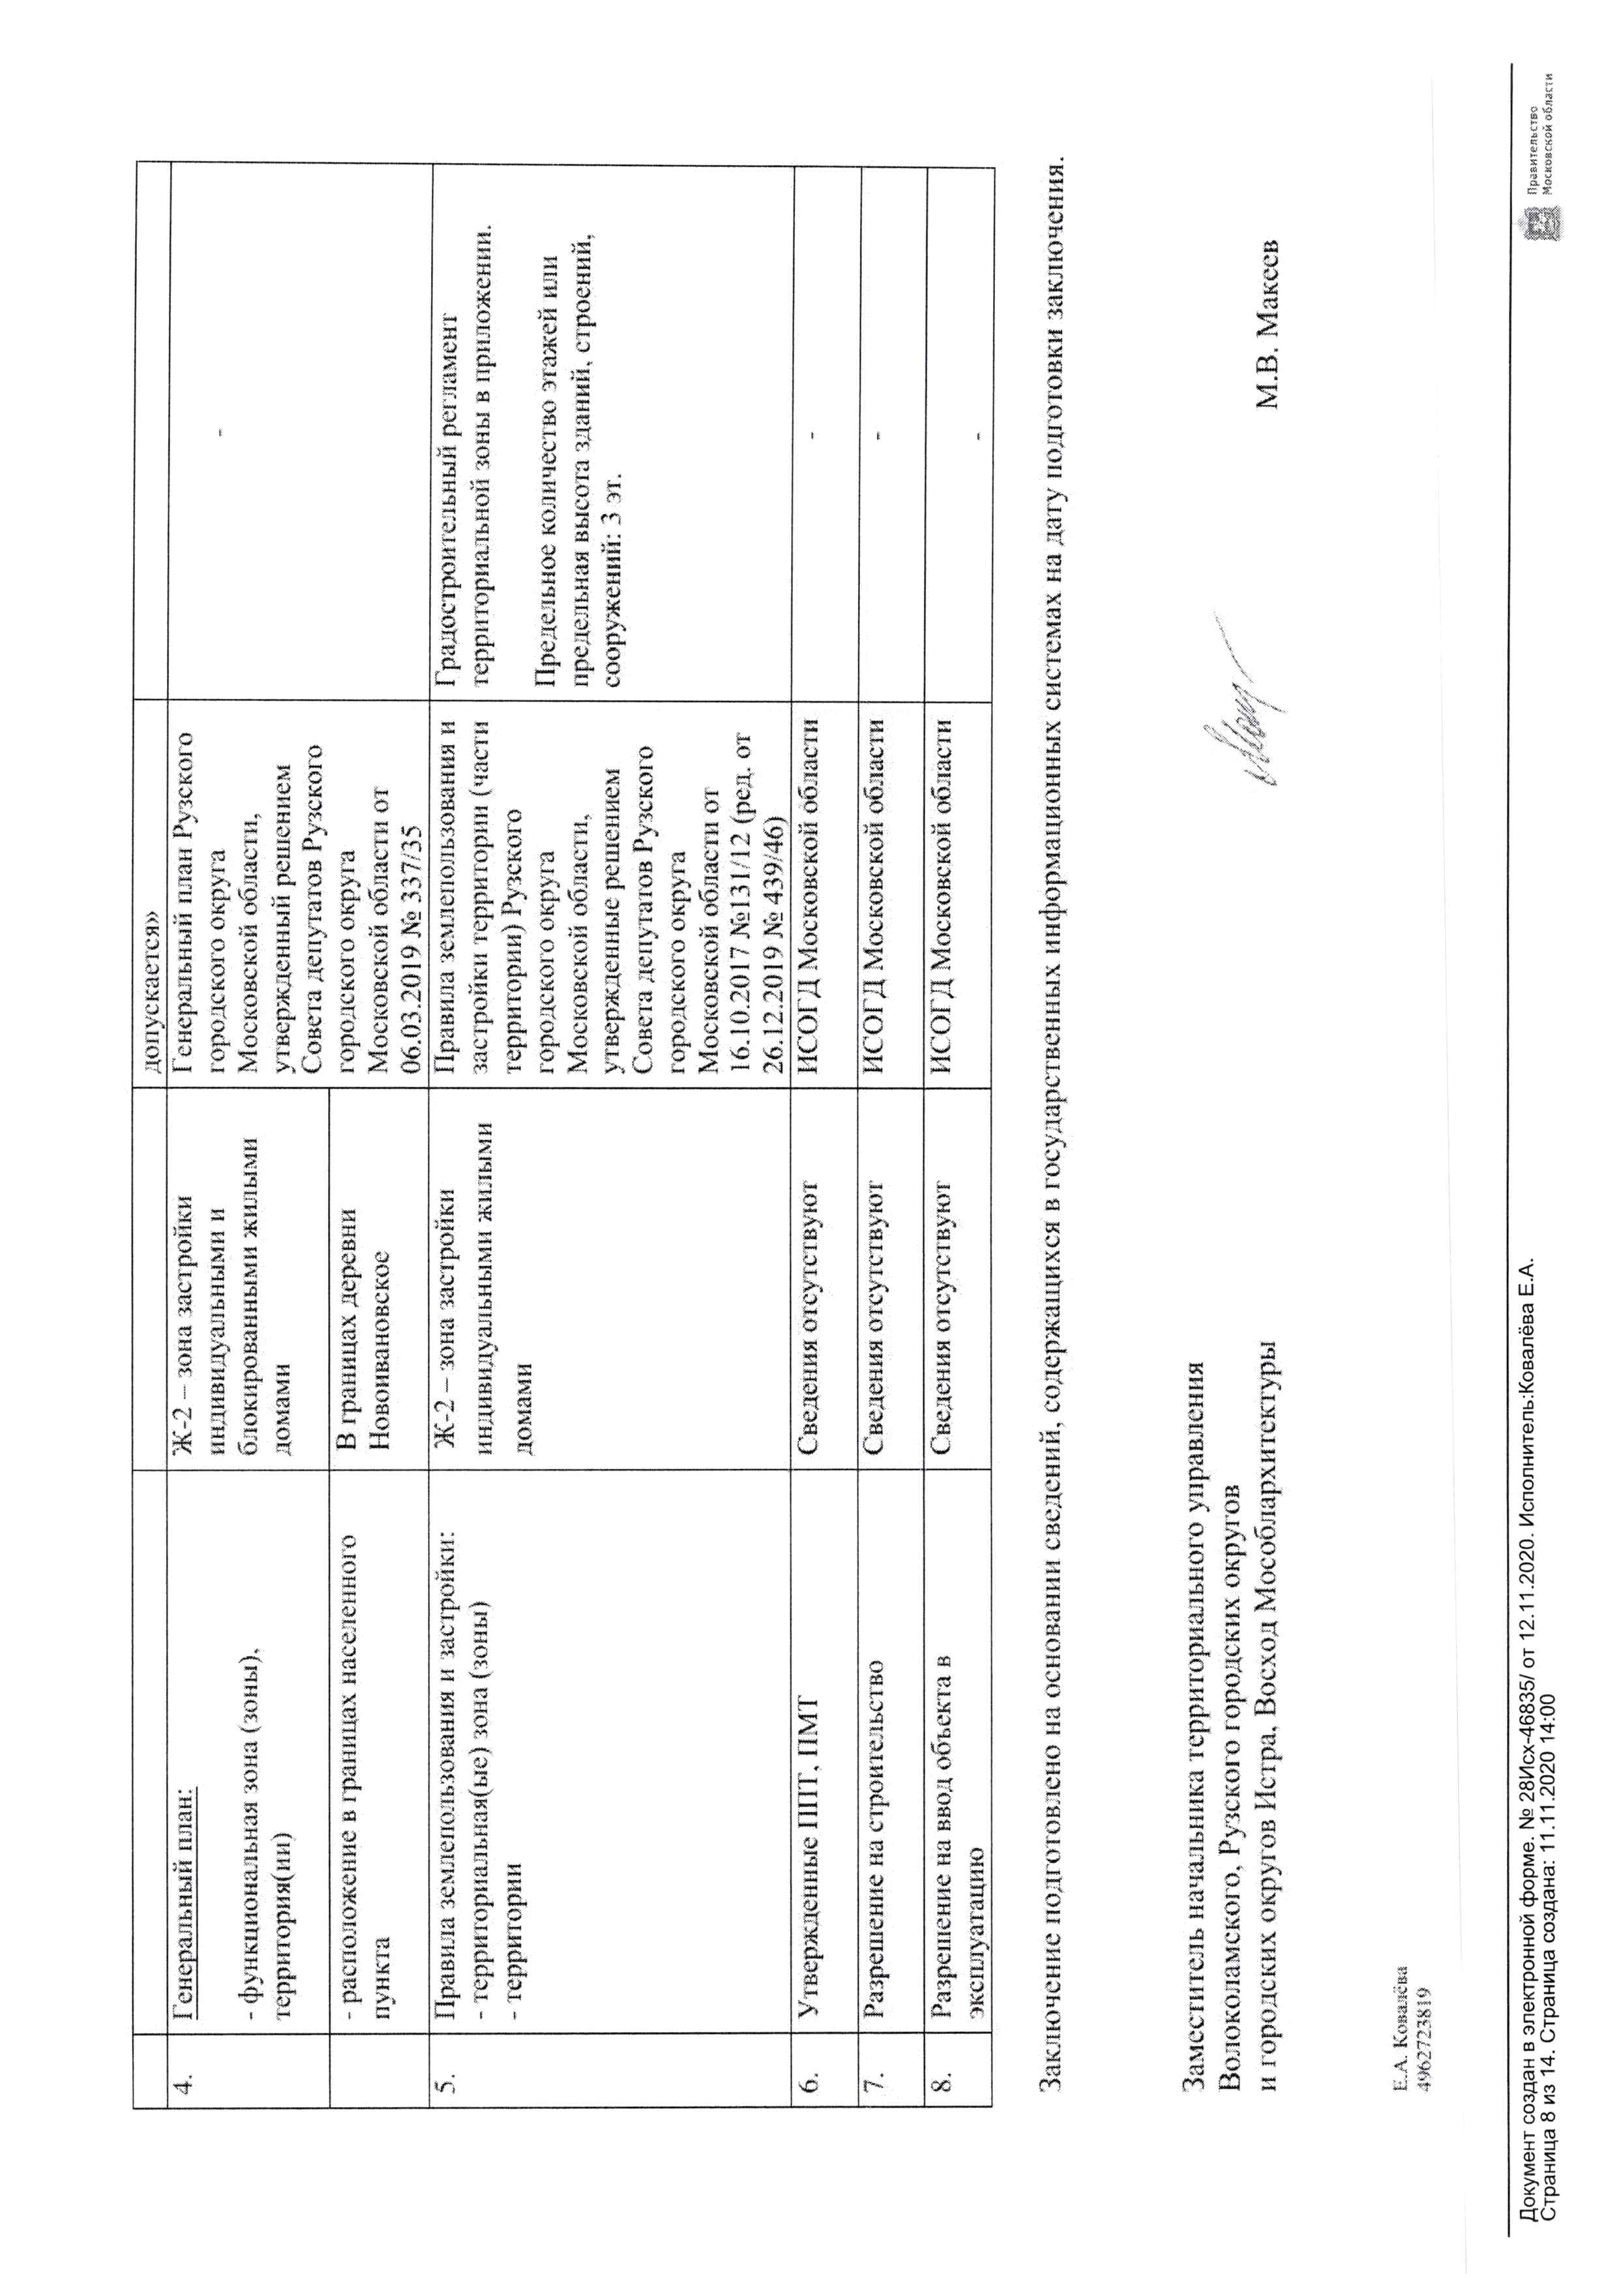 допускается»
4.
Генеральный план:
- функциональная зона (зоны),
территория(ии)
Ж-2 – зона застройки
индивидуальными и
блокированными жилыми
домами
Генеральный план Рузского
городского округа
Московской области,
утвержденный решением
Совета депутатов Рузского
городского округа
Московской области от
06.03.2019 № 337/35
-
- расположение в границах населенного
пункта
В границах деревни
Новоивановское
5.
Правила землепользования и застройки:
- территориальная(ые) зона (зоны)
- территории
Ж-2 – зона застройки
индивидуальными жилыми
домами
Правила землепользования и
застройки территории (части
территории) Рузского
городского округа
Московской области,
утвержденные решением
Совета депутатов Рузского
городского округа
Московской области от
16.10.2017 №131/12 (ред. от
26.12.2019 № 439/46)
Градостроительный регламент
территориальной зоны в приложении.
Предельное количество этажей или
предельная высота зданий, строений,
сооружений: 3 эт.
6.
Утвержденные ППТ, ПМТ
Сведения отсутствуют
ИСОГД Московской области
-
7.
Разрешение на строительство
Сведения отсутствуют
ИСОГД Московской области
-
8.
Разрешение на ввод объекта в
эксплуатацию
Сведения отсутствуют
ИСОГД Московской области
-
Заключение подготовлено на основании сведений, содержащихся в государственных информационных системах на дату подготовки заключения.
Заместитель начальника территориального управления
Волоколамского, Рузского городских округов
и городских округов Истра, Восход Мособлархитектуры
М.В. Макеев
Е.А. Ковалёва
4962723819
Документ создан в электронной форме. № 28Исх-46835/ от 12.11.2020. Исполнитель:Ковалёва Е.А.
Страница 8 из 14. Страница создана: 11.11.2020 14:00
Правительство
Московской области